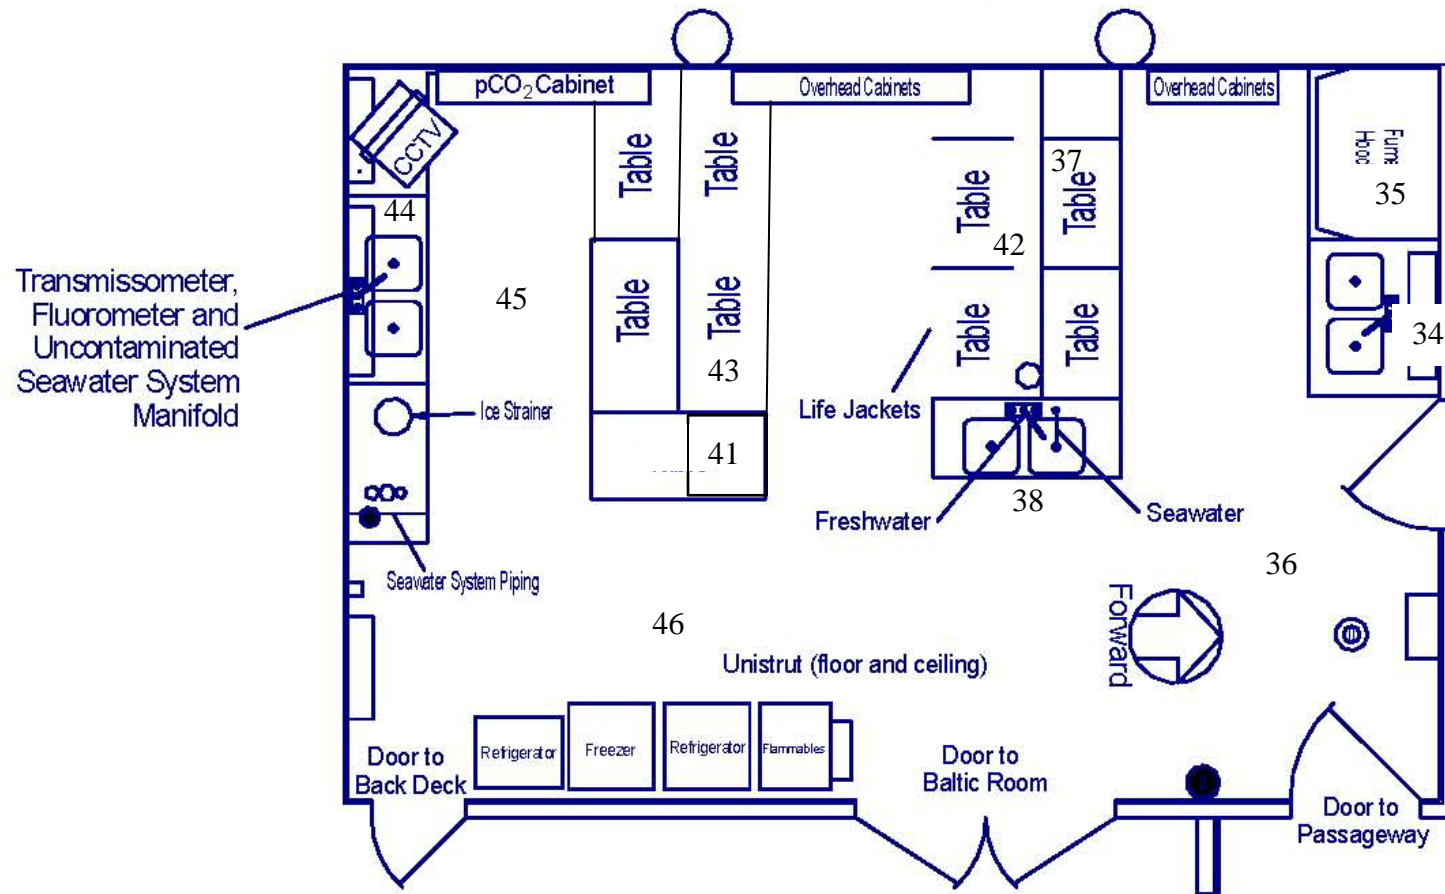 pCO₂ Cabinet
Overhead Cabinets
Overhead Cabinets
CCTV
Table
Table
Table
37
Table
Fume
Hood
35
44
42
Transmissometer,
Fluorometer and
Uncontaminated
Seawater System
Manifold
45
Table
Table
Table
Table
34
43
Ice Strainer
Life Jackets
41
38
Freshwater
Seawater
36
Seawater System Piping
46
Forward
Unistrut (floor and ceiling)
Refrigerator
Freezer
Refrigerator
Flammables
Door to
Back Deck
Door to
Baltic Room
Door to
Passageway